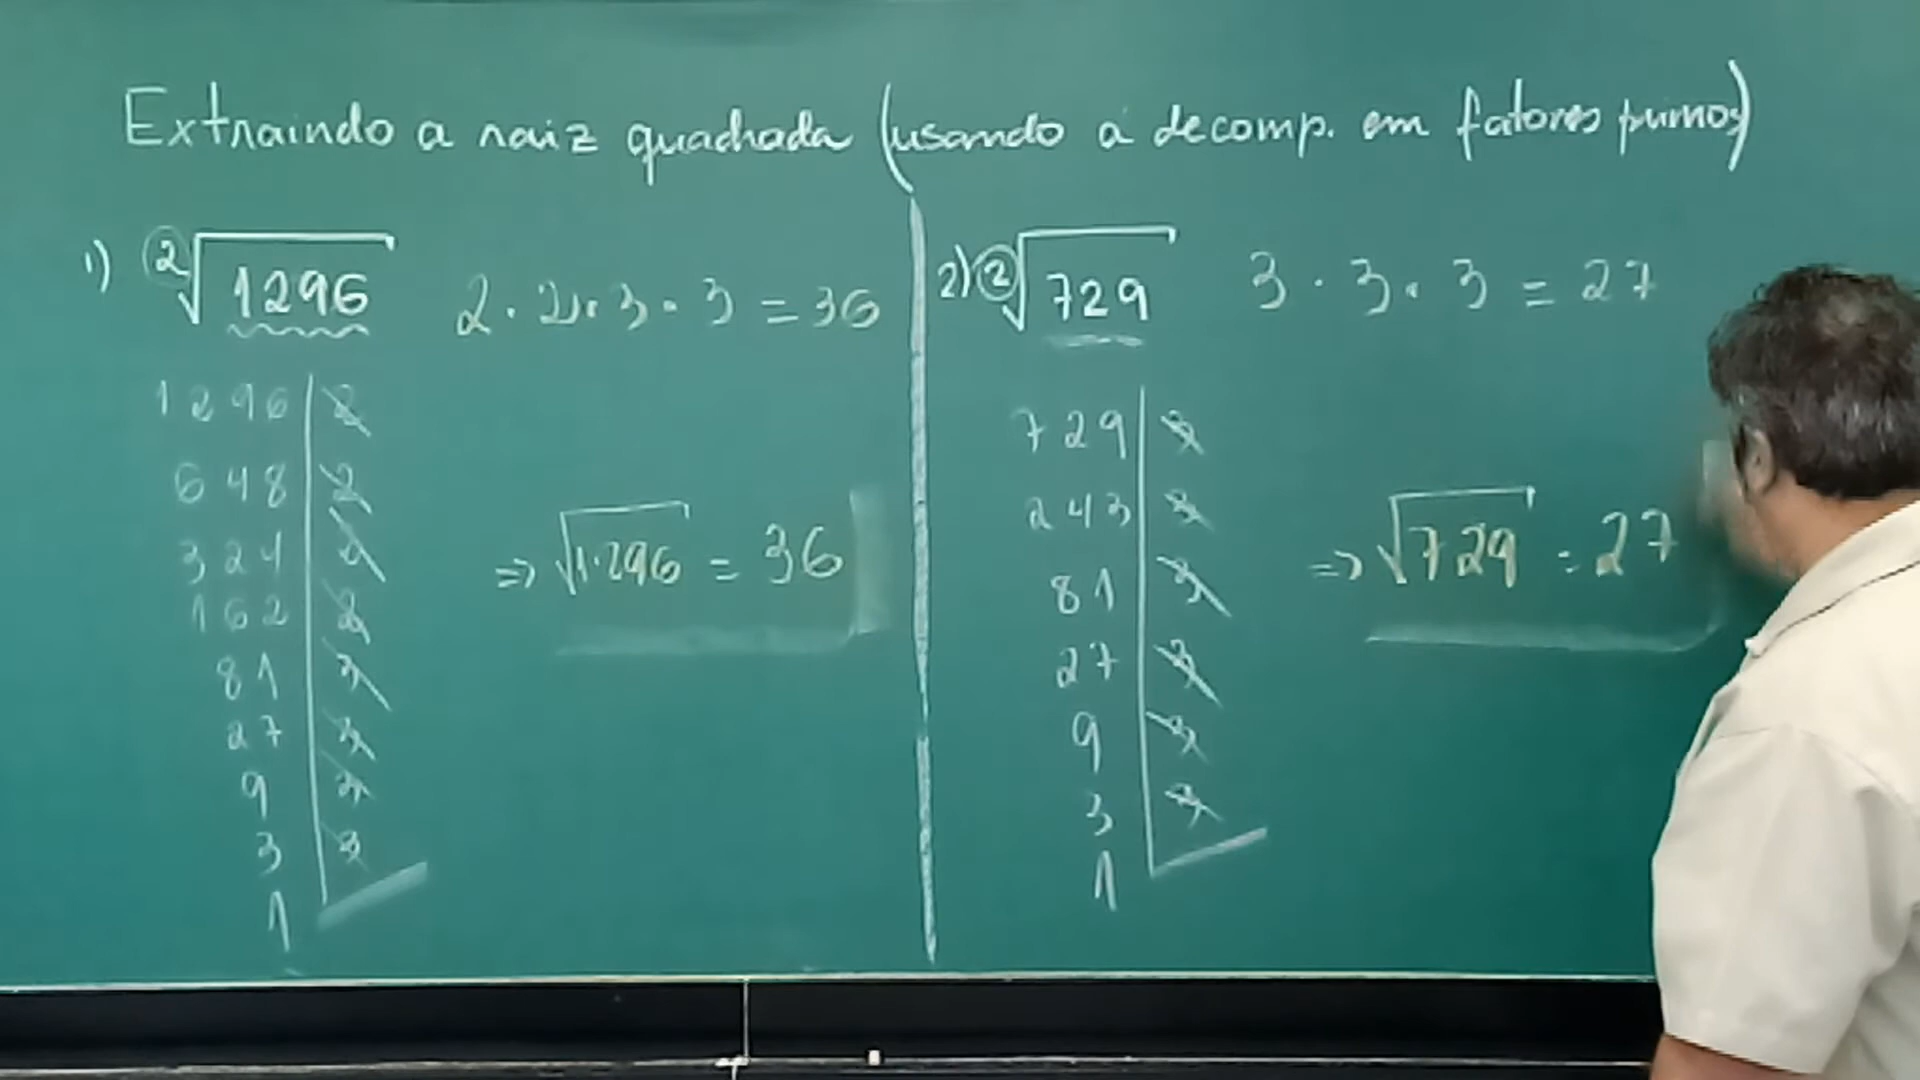 Extraindo a raiz quadrada (usando a decomp. em fatores primos)
1) ²√1296 2 . 2 . 3 . 3 = 36
1296 | 2
648 | 2
324 | 2
162 | 2
81 | 3
27 | 3
9 | 3
3 | 3
1
⇒ √1.296 = 36
2) ²√729 3 . 3 . 3 = 27
729 | 3
243 | 3
81 | 3
27 | 3
9 | 3
3 | 3
1
⇒ √729 = 27